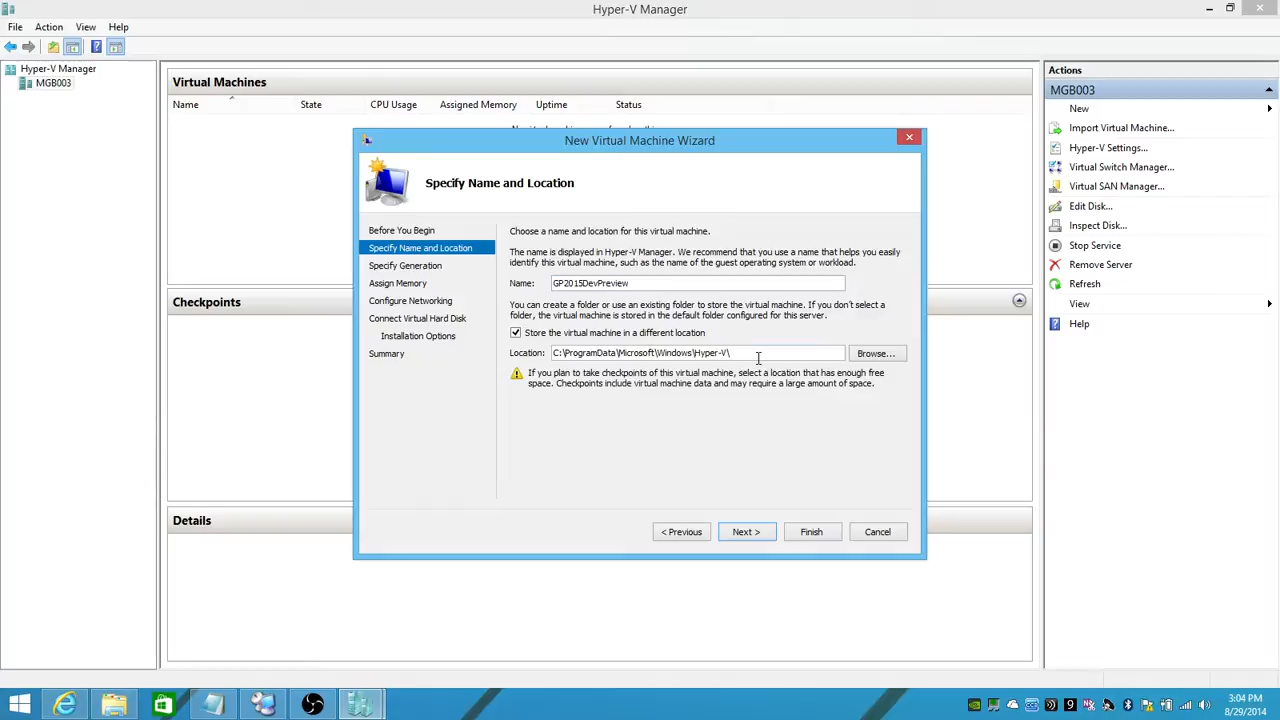 Hyper-V Manager
File Action View Help
Hyper-V Manager
MGB003
Virtual Machines
Name State CPU Usage Assigned Memory Uptime Status
Checkpoints
Details
New Virtual Machine Wizard
Specify Name and Location
Before You Begin
Specify Name and Location
Specify Generation
Assign Memory
Configure Networking
Connect Virtual Hard Disk
Installation Options
Summary
Choose a name and location for this virtual machine.
The name is displayed in Hyper-V Manager. We recommend that you use a name that helps you easily
identify this virtual machine, such as the name of the guest operating system or workload.
Name: GP2015DevPreview
You can create a folder or use an existing folder to store the virtual machine. If you don't select a
folder, the virtual machine is stored in the default folder configured for this server.
Store the virtual machine in a different location
Location: C:\ProgramData\Microsoft\Windows\Hyper-V\ Browse...
If you plan to take checkpoints of this virtual machine, select a location that has enough free
space. Checkpoints include virtual machine data and may require a large amount of space.
< Previous Next > Finish Cancel
Actions
MGB003
New
Import Virtual Machine...
Hyper-V Settings...
Virtual Switch Manager...
Virtual SAN Manager...
Edit Disk...
Inspect Disk...
Stop Service
Remove Server
Refresh
View
Help
3:04 PM
8/29/2014